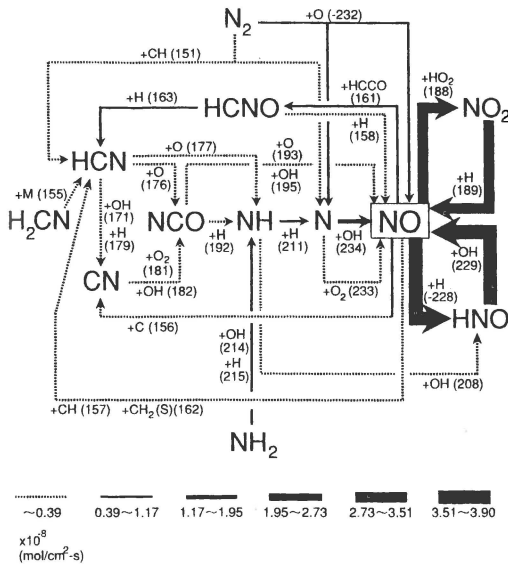 N2
+O (-232)
+CH (151)
+H (163)
HCNO
+HCCO
(161)
+H
(158)
+HO2
(188)
NO2
HCN
+O (177)
+O
(176)
+O
(193)
+OH
(195)
+H
(189)
+M (155)
H2CN
+OH
(171)
+H
(179)
NCO
+H
(192)
NH
+H
(211)
N
+OH
(234)
NO
+OH
(229)
+O2
(181)
CN
+OH (182)
+O2 (233)
+H
(-228)
HNO
+C (156)
+OH
(214)
+H
(215)
+OH (208)
+CH (157) +CH2(S)(162)
NH2
~0.39 0.39~1.17 1.17~1.95 1.95~2.73 2.73~3.51 3.51~3.90
x10-8
(mol/cm2-s)